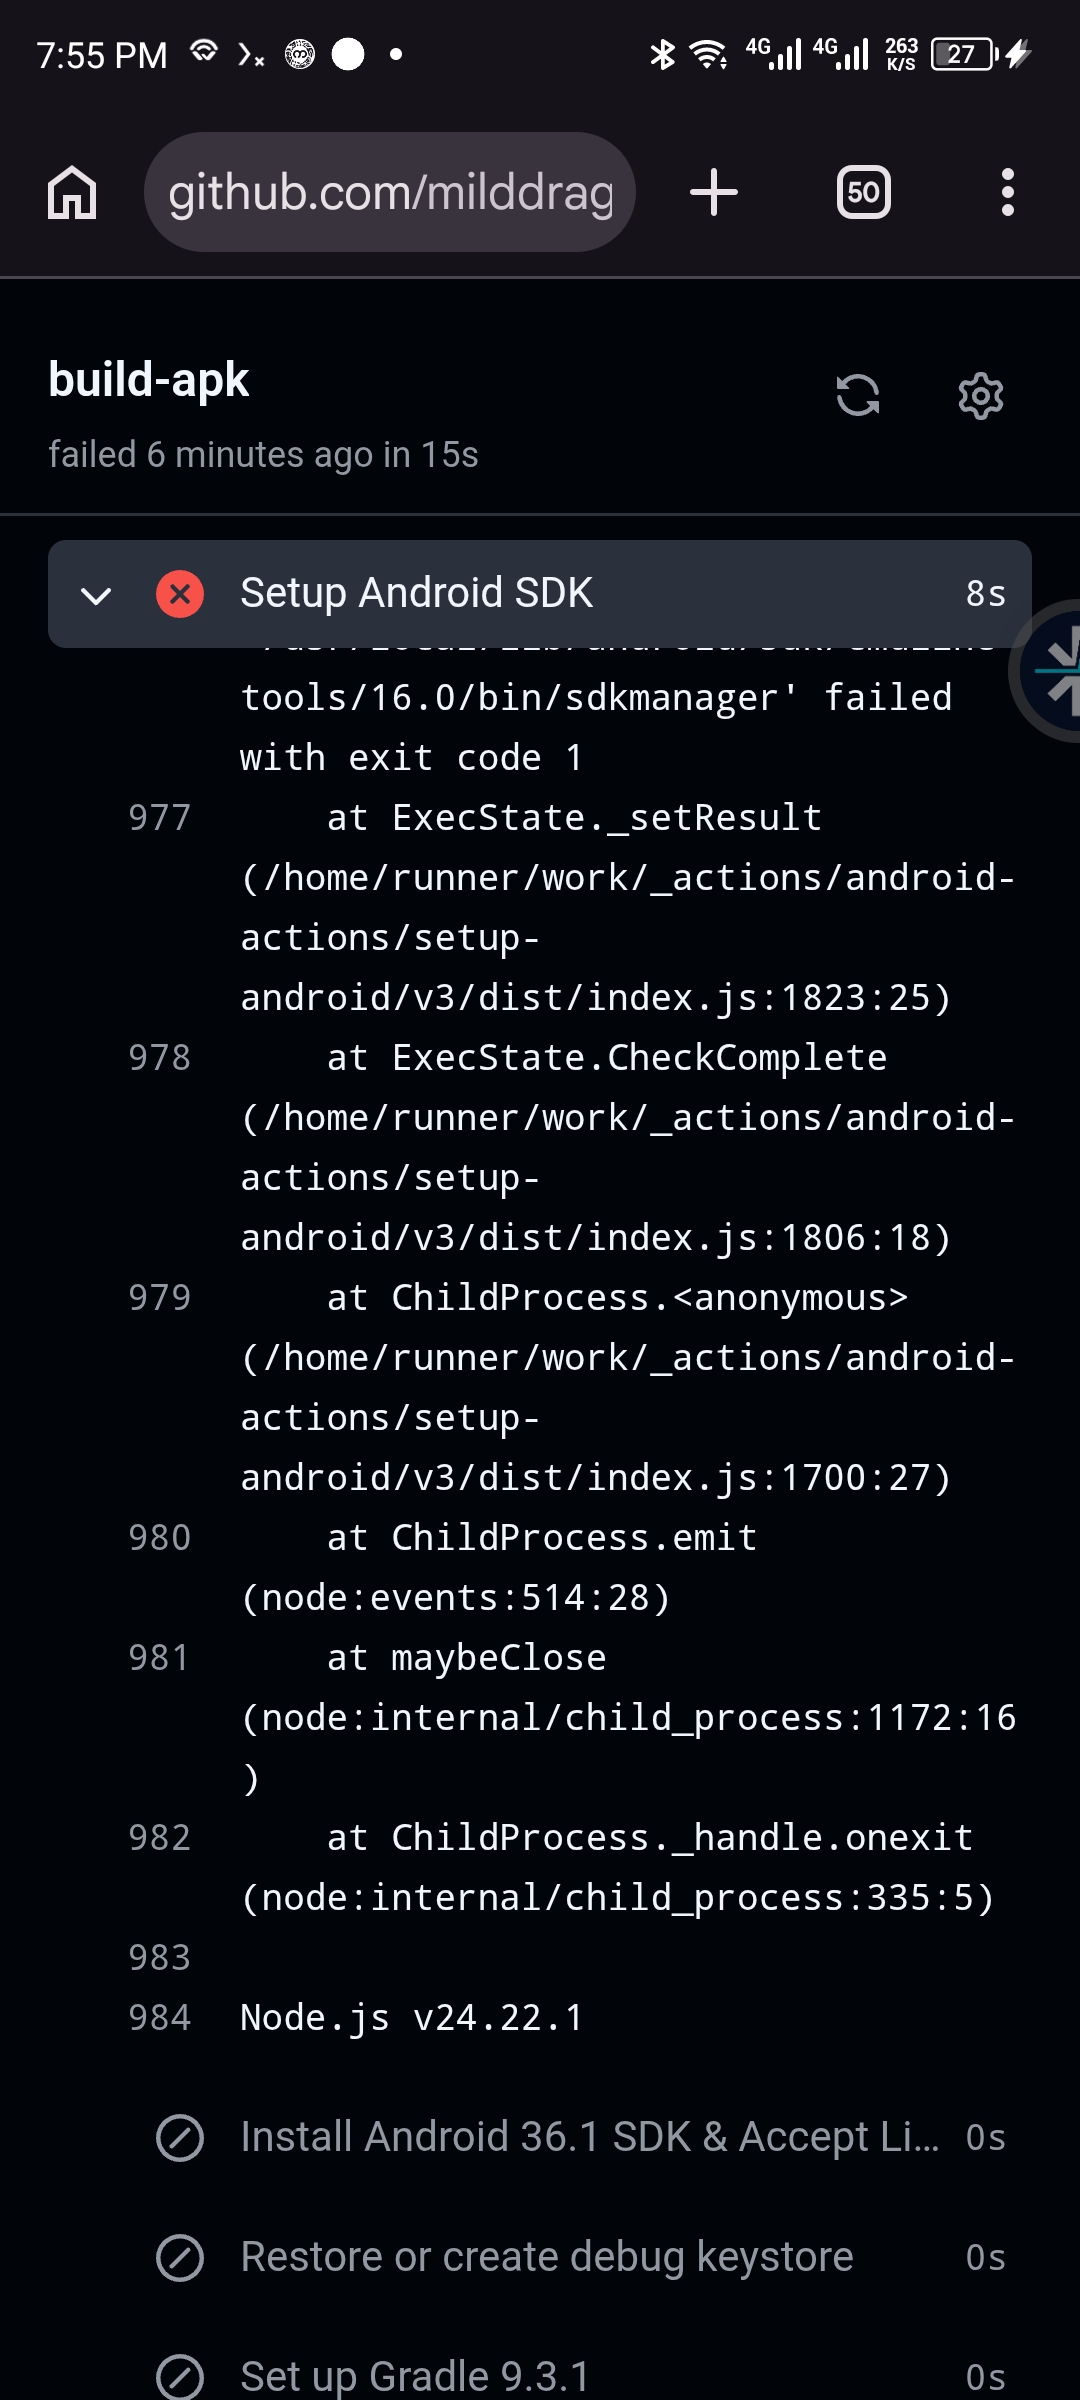 7:55 PM
4G 4G 263 K/S 27
github.com/milddrag
50
build-apk
failed 6 minutes ago in 15s
Setup Android SDK 8s
tools/16.0/bin/sdkmanager' failed
with exit code 1
977 at ExecState._setResult
(/home/runner/work/_actions/android-
actions/setup-
android/v3/dist/index.js:1823:25)
978 at ExecState.CheckComplete
(/home/runner/work/_actions/android-
actions/setup-
android/v3/dist/index.js:1806:18)
979 at ChildProcess.<anonymous>
(/home/runner/work/_actions/android-
actions/setup-
android/v3/dist/index.js:1700:27)
980 at ChildProcess.emit
(node:events:514:28)
981 at maybeClose
(node:internal/child_process:1172:16
)
982 at ChildProcess._handle.onexit
(node:internal/child_process:335:5)
983
984 Node.js v24.22.1
Install Android 36.1 SDK & Accept Li... 0s
Restore or create debug keystore 0s
Set up Gradle 9.3.1 0s